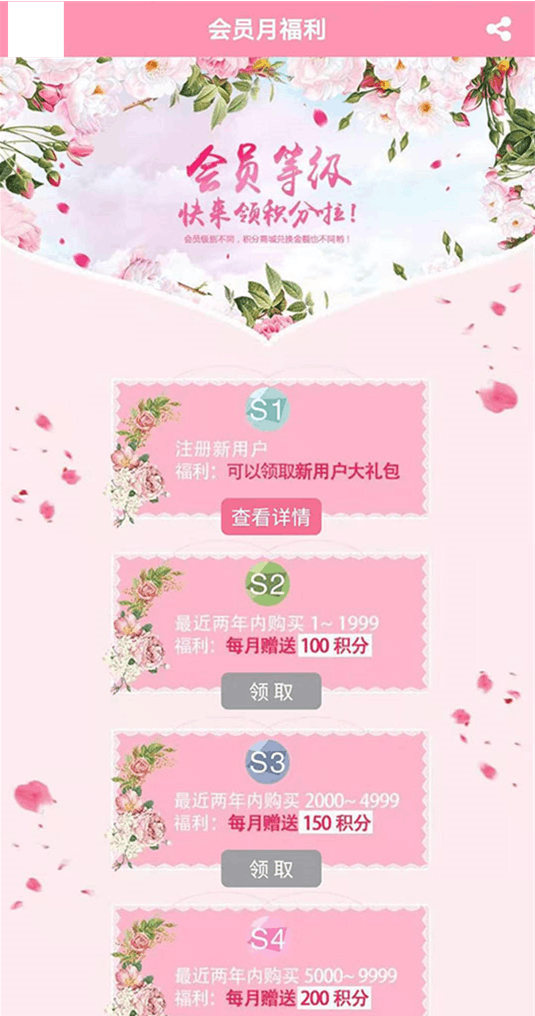 会员月福利
会员等级
快来领积分啦!
会员级别不同,积分商城兑换金额也不同哟!
S1
注册新用户
福利:可以领取新用户大礼包
查看详情
S2
最近两年内购买 1~ 1999
福利:每月赠送 100 积分
领 取
S3
最近两年内购买 2000~ 4999
福利:每月赠送 150 积分
领 取
S4
最近两年内购买 5000~ 9999
福利:每月赠送 200 积分